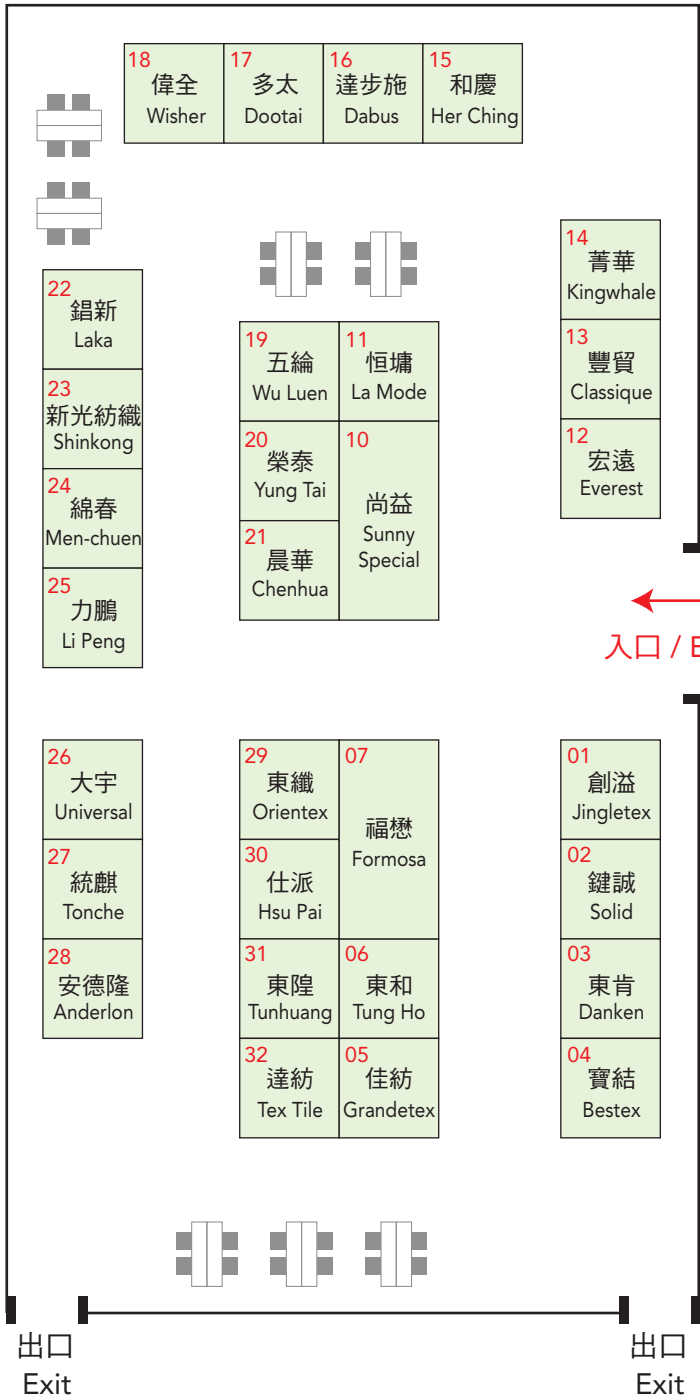 18
偉全
Wisher
17
多太
Dootai
16
達步施
Dabus
15
和慶
Her Ching
14
菁華
Kingwhale
13
豐貿
Classique
12
宏遠
Everest
22
錩新
Laka
23
新光紡織
Shinkong
24
綿春
Men-chuen
25
力鵬
Li Peng
19
五綸
Wu Luen
11
恒墉
La Mode
20
榮泰
Yung Tai
10
尚益
Sunny
Special
21
晨華
Chenhua
入口 / E
26
大宇
Universal
27
統麒
Tonche
28
安德隆
Anderlon
29
東纖
Orientex
07
福懋
Formosa
30
仕派
Hsu Pai
31
東隍
Tunhuang
06
東和
Tung Ho
32
達紡
Tex Tile
05
佳紡
Grandetex
01
創溢
Jingletex
02
鍵誠
Solid
03
東肯
Danken
04
寶結
Bestex
出口
Exit
出口
Exit